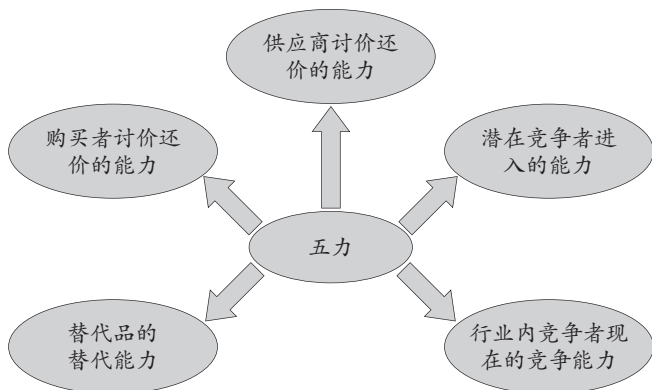 供应商讨价还
价的能力
购买者讨价还
价的能力
潜在竞争者进
入的能力
五力
替代品的
替代能力
行业内竞争者现
在的竞争能力